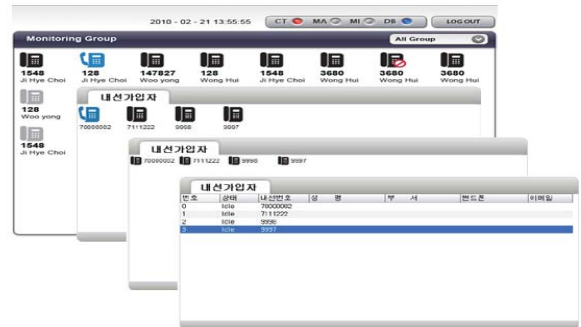 2010 - 02 - 21 13:55:55 CT MA MI DB LOG OUT
Monitoring Group All Group
1548 128 147827 128 1548 3680 3680 3680
Ji Hye Choi Ji Hye Choi Woo yong Wong Hui Ji Hye Choi Wong Hui Wong Hui Wong Hui
128
Woo yong
1548
Ji Hye Choi
내선가입자
70000002 7111222 9998 9997
내선가입자
70000002 7111222 9998 9997
내선가입자
번호 상태 내선번호 성 명 부 서 핸드폰 이메일
0 Idle 70000002
1 Idle 7111222
2 Idle 9998
3 Idle 9997